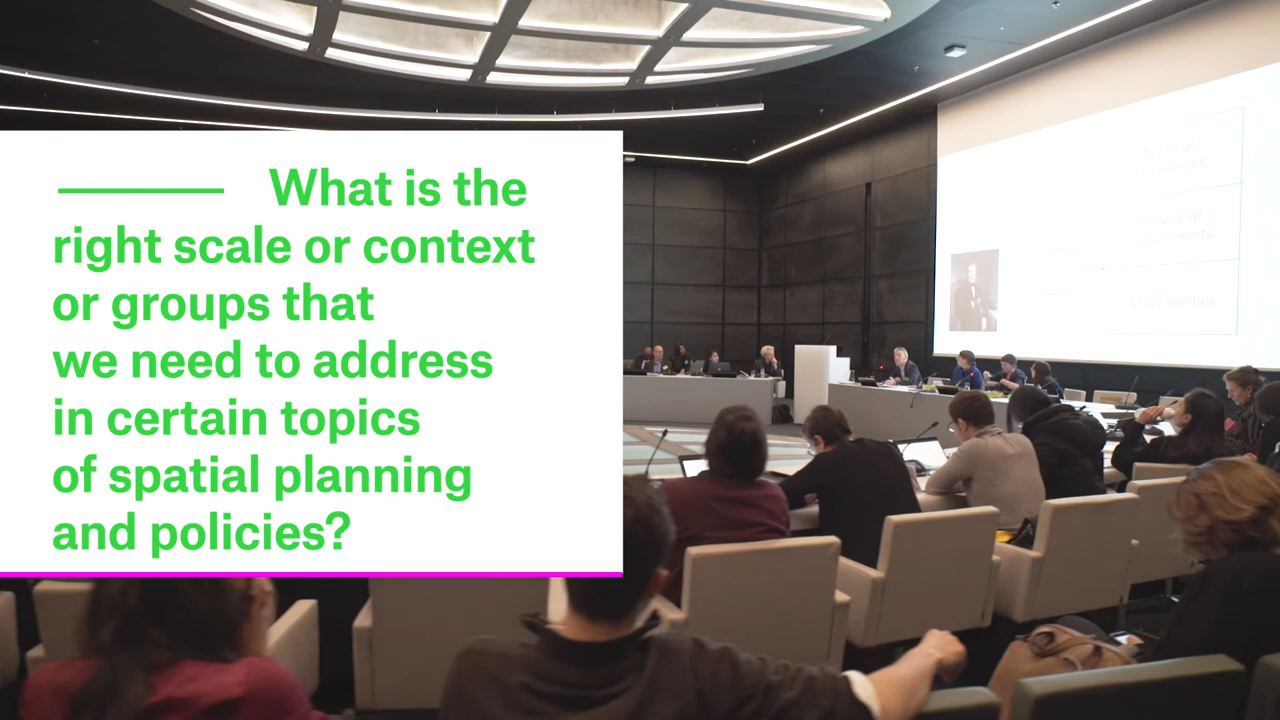 What is the
right scale or context
or groups that
we need to address
in certain topics
of spatial planning
and policies?